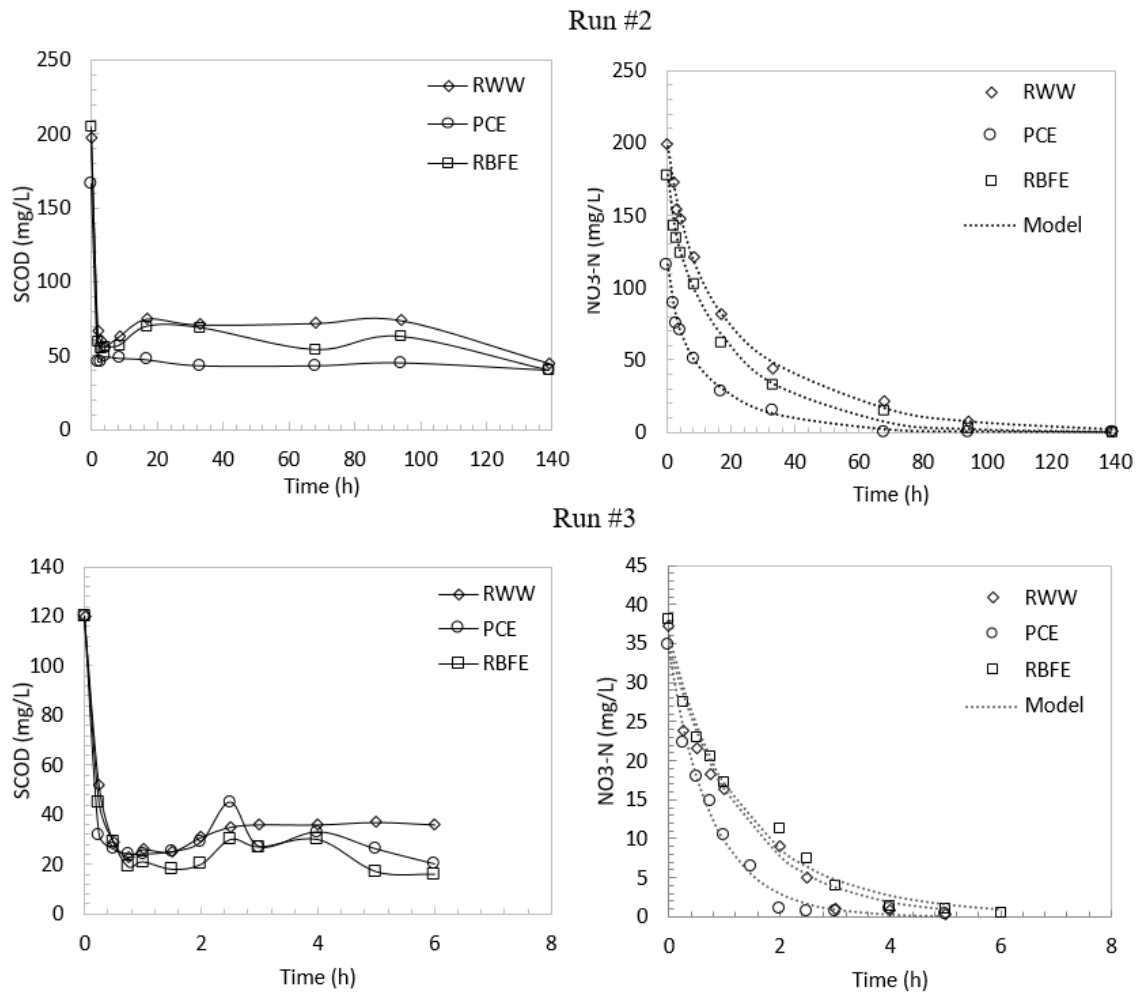 Run #2
250
200
150
100
50
0
SCOD (mg/L)
RWW
PCE
RBFE
0 20 40 60 80 100 120 140
Time (h)
250
200
150
100
50
0
NO3-N (mg/L)
RWW
PCE
RBFE
Model
0 20 40 60 80 100 120 140
Time (h)
Run #3
140
120
100
80
60
40
20
0
SCOD (mg/L)
RWW
PCE
RBFE
0 2 4 6 8
Time (h)
45
40
35
30
25
20
15
10
5
0
NO3-N (mg/L)
RWW
PCE
RBFE
Model
0 2 4 6 8
Time (h)